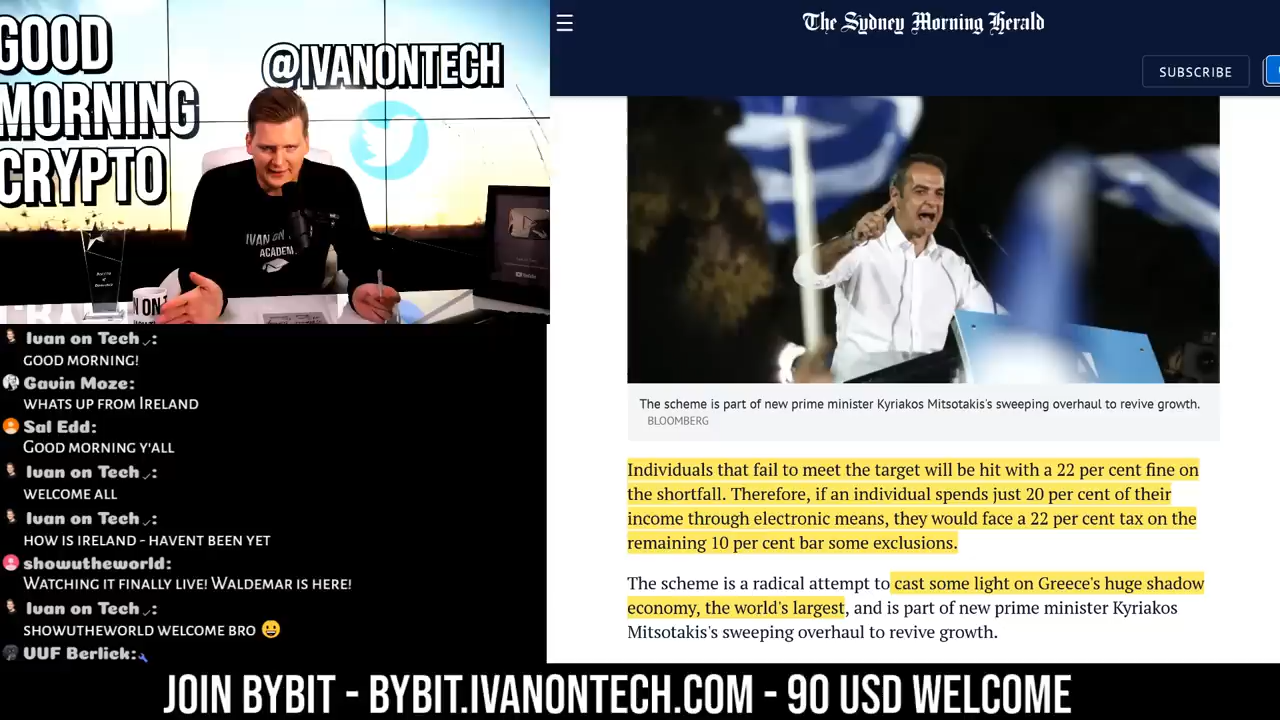 GOOD
MORNING
CRYPTO
@IVANONTECH
IVAN ON
ACADEM
N ON
Ivan on Tech ✓:
GOOD MORNING!
Gavin Moze:
WHATS UP FROM IRELAND
Sal Edd:
GOOD MORNING Y'ALL
Ivan on Tech ✓:
WELCOME ALL
Ivan on Tech ✓:
HOW IS IRELAND - HAVENT BEEN YET
showutheworld:
WATCHING IT FINALLY LIVE! WALDEMAR IS HERE!
Ivan on Tech ✓:
SHOWUTHEWORLD WELCOME BRO 😀
UUF Berlick:
The Sydney Morning Herald
SUBSCRIBE
The scheme is part of new prime minister Kyriakos Mitsotakis's sweeping overhaul to revive growth.
BLOOMBERG
Individuals that fail to meet the target will be hit with a 22 per cent fine on
the shortfall. Therefore, if an individual spends just 20 per cent of their
income through electronic means, they would face a 22 per cent tax on the
remaining 10 per cent bar some exclusions.
The scheme is a radical attempt to cast some light on Greece's huge shadow
economy, the world's largest, and is part of new prime minister Kyriakos
Mitsotakis's sweeping overhaul to revive growth.
JOIN BYBIT - BYBIT.IVANONTECH.COM - 90 USD WELCOME